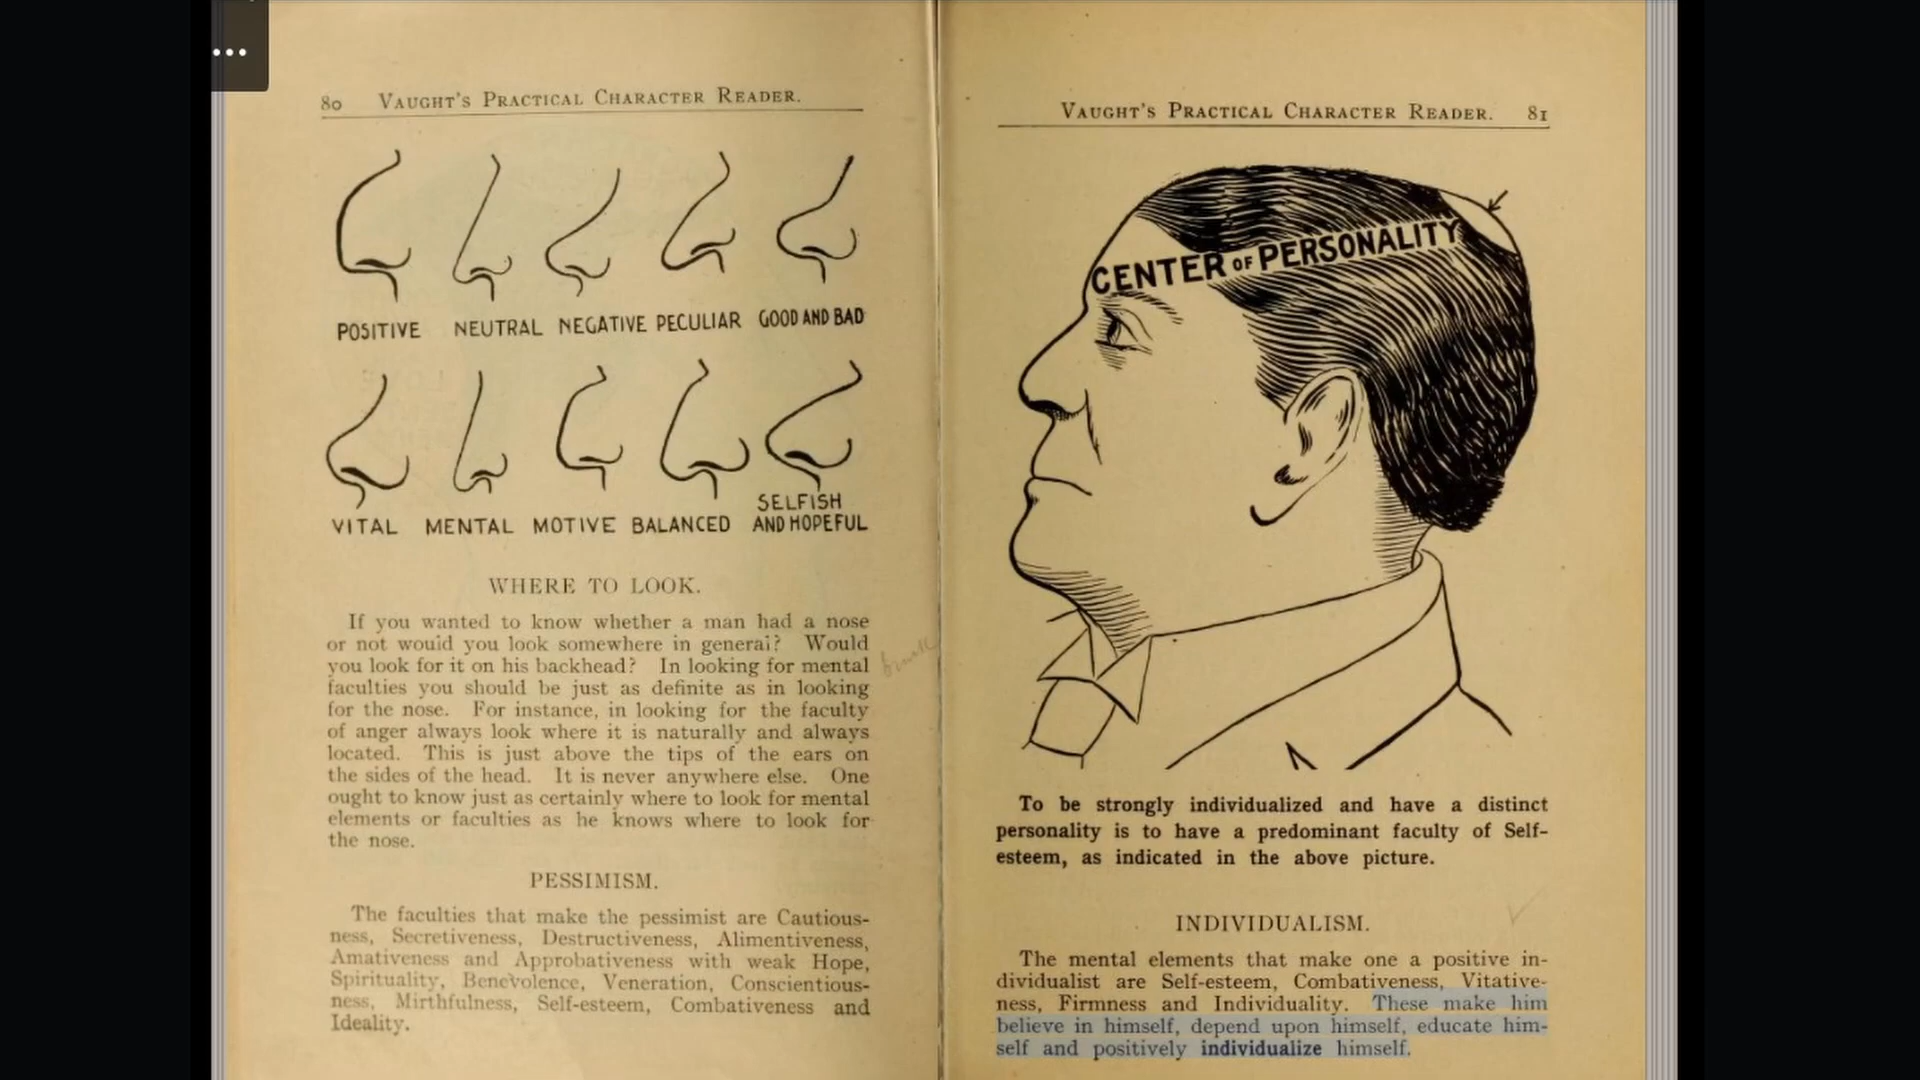 80 VAUGHT'S PRACTICAL CHARACTER READER.
POSITIVE NEUTRAL NEGATIVE PECULIAR GOOD AND BAD
VITAL MENTAL MOTIVE BALANCED SELFISH AND HOPEFUL
WHERE TO LOOK.
If you wanted to know whether a man had a nose
or not would you look somewhere in general? Would
you look for it on his backhead? In looking for mental
faculties you should be just as definite as in looking
for the nose. For instance, in looking for the faculty
of anger always look where it is naturally and always
located. This is just above the tips of the ears on
the sides of the head. It is never anywhere else. One
ought to know just as certainly where to look for mental
elements or faculties as he knows where to look for
the nose.
PESSIMISM.
The faculties that make the pessimist are Cautious-
ness, Secretiveness, Destructiveness, Alimentiveness,
Amativeness and Approbativeness with weak Hope,
Spirituality, Benevolence, Veneration, Conscientious-
ness, Mirthfulness, Self-esteem, Combativeness and
Ideality.
VAUGHT'S PRACTICAL CHARACTER READER. 81
CENTER OF PERSONALITY
To be strongly individualized and have a distinct
personality is to have a predominant faculty of Self-
esteem, as indicated in the above picture.
INDIVIDUALISM.
The mental elements that make one a positive in-
dividualist are Self-esteem, Combativeness, Vitative-
ness, Firmness and Individuality. These make him
believe in himself, depend upon himself, educate him-
self and positively individualize himself.